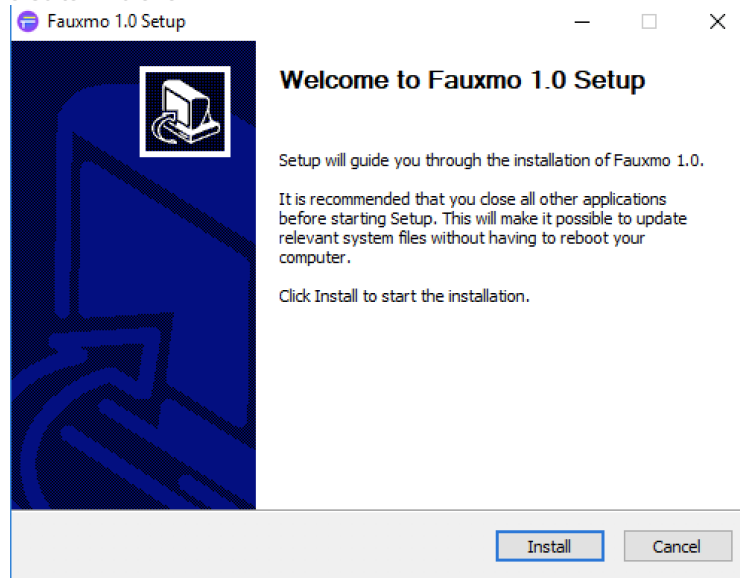 Fauxmo 1.0 Setup
Welcome to Fauxmo 1.0 Setup
Setup will guide you through the installation of Fauxmo 1.0.
It is recommended that you close all other applications
before starting Setup. This will make it possible to update
relevant system files without having to reboot your
computer.
Click Install to start the installation.
Install
Cancel